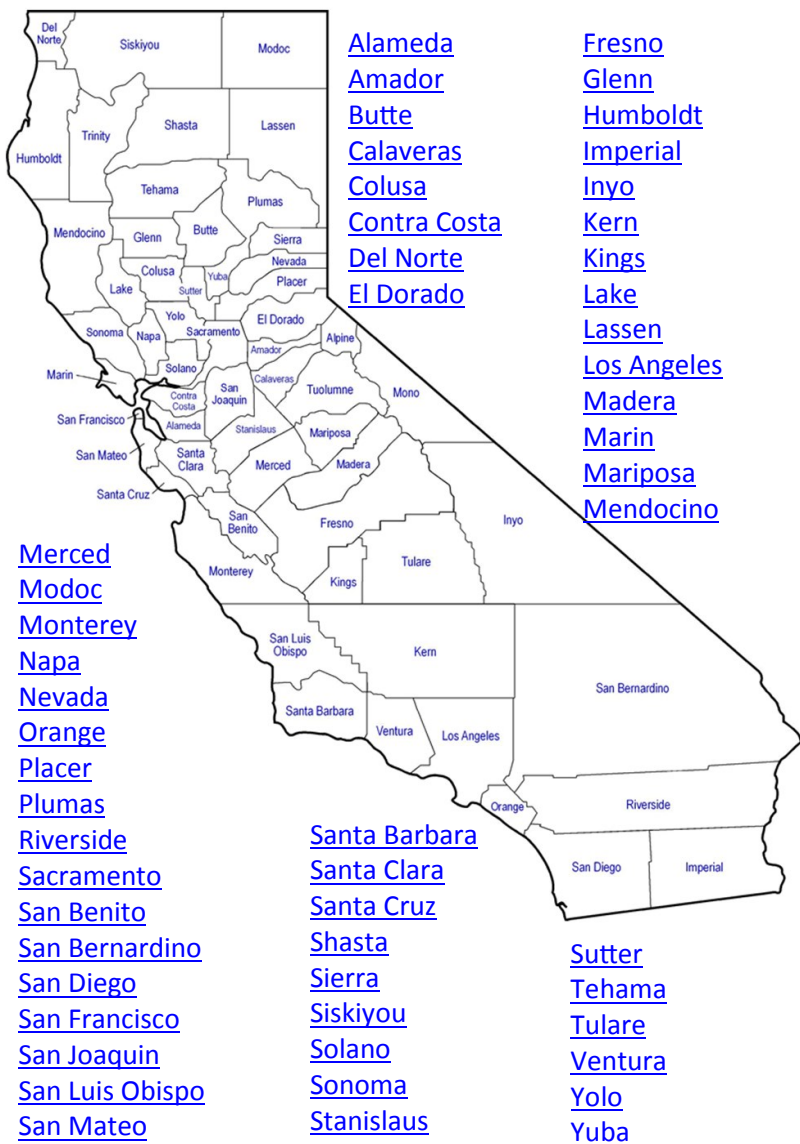 Del
Norte
Siskiyou
Modoc
Humboldt
Trinity
Shasta
Lassen
Tehama
Plumas
Mendocino
Glenn
Butte
Sierra
Nevada
Placer
Colusa
Lake
Sutter
Yuba
Sonoma
Napa
Yolo
Sacramento
El Dorado
Alpine
Amador
Solano
Marin
Calaveras
Tuolumne
Mono
Contra
Costa
San
Joaquin
San Francisco
Alameda
Stanislaus
Mariposa
San Mateo
Santa
Clara
Merced
Madera
Santa Cruz
San
Benito
Fresno
Inyo
Monterey
Kings
Tulare
San Luis
Obispo
Kern
San Bernardino
Santa Barbara
Ventura
Los Angeles
Orange
Riverside
San Diego
Imperial
Alameda
Amador
Butte
Calaveras
Colusa
Contra Costa
Del Norte
El Dorado
Fresno
Glenn
Humboldt
Imperial
Inyo
Kern
Kings
Lake
Lassen
Los Angeles
Madera
Marin
Mariposa
Mendocino
Merced
Modoc
Monterey
Napa
Nevada
Orange
Placer
Plumas
Riverside
Sacramento
San Benito
San Bernardino
San Diego
San Francisco
San Joaquin
San Luis Obispo
San Mateo
Santa Barbara
Santa Clara
Santa Cruz
Shasta
Sierra
Siskiyou
Solano
Sonoma
Stanislaus
Sutter
Tehama
Tulare
Ventura
Yolo
Yuba